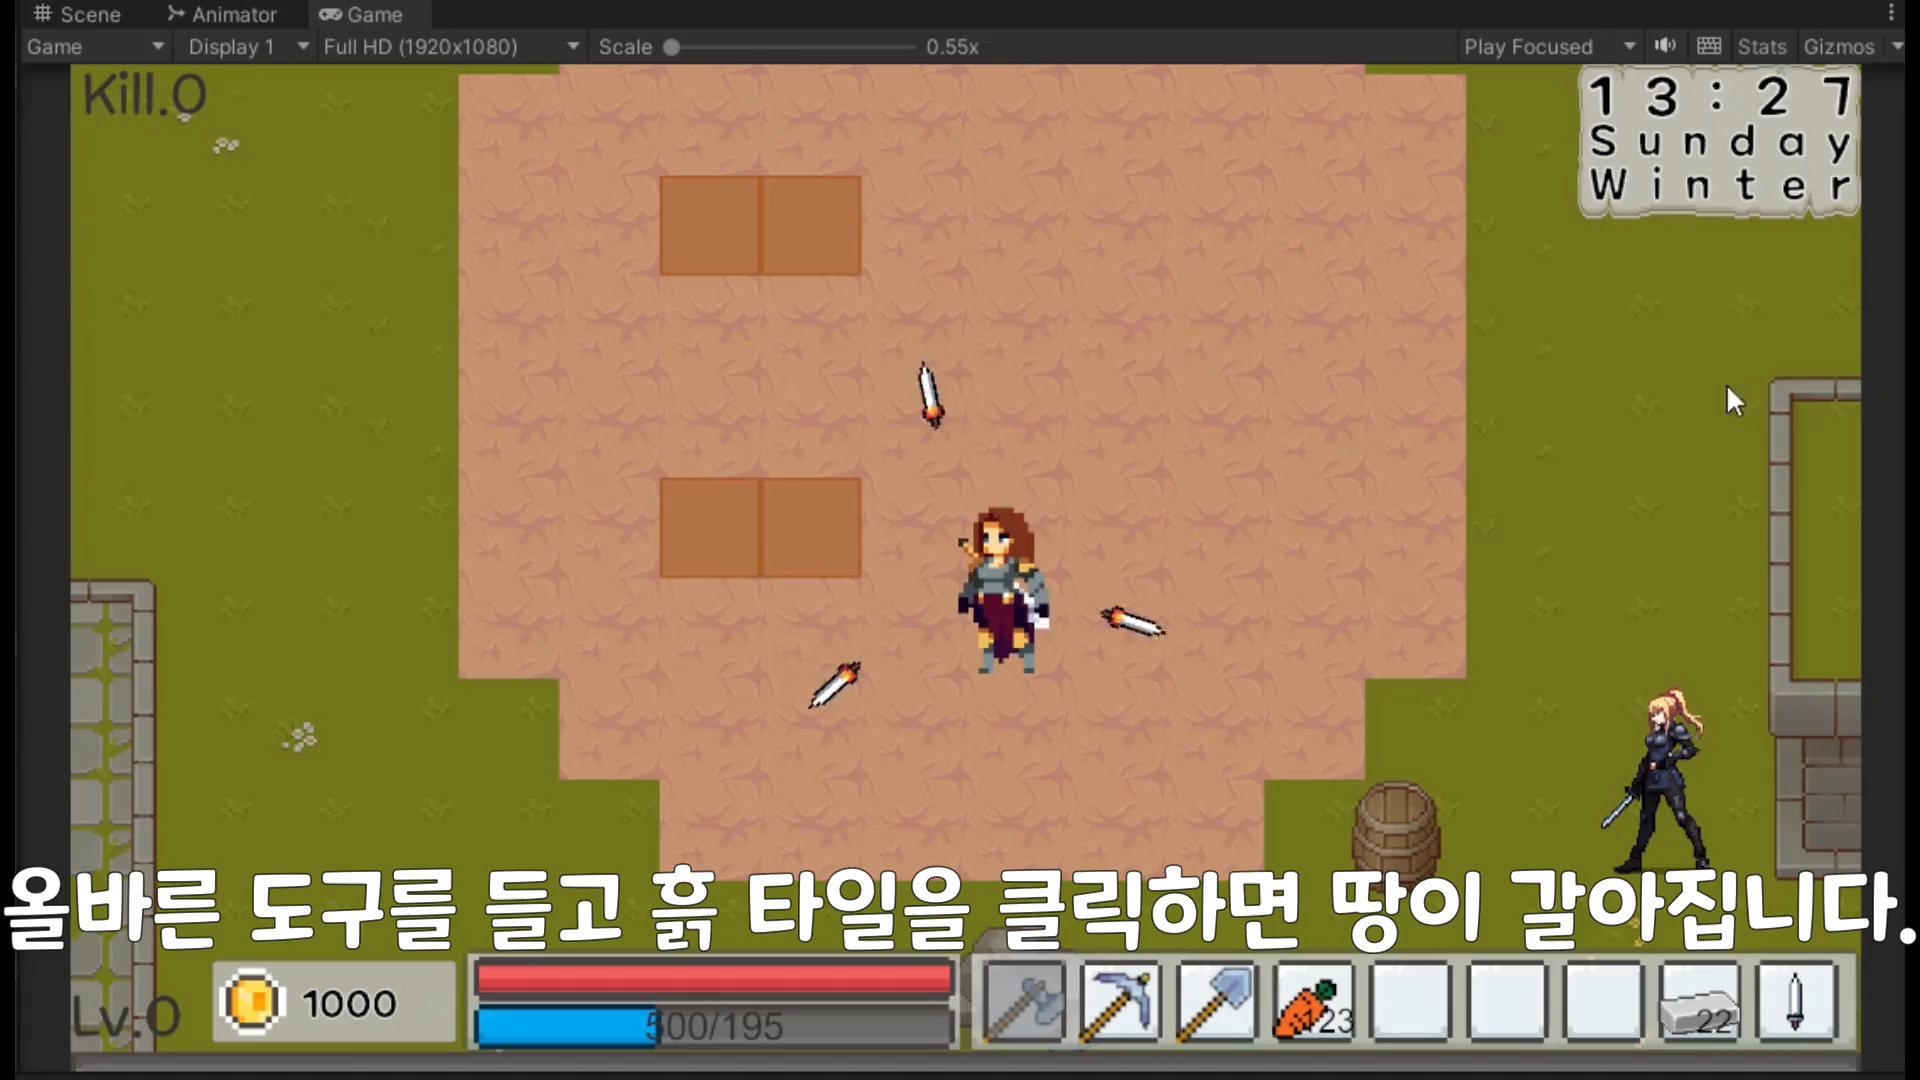 Scene Animator Game
Game Display 1 Full HD (1920x1080) Scale 0.55x Play Focused Stats Gizmos
Kill.0
13:27
Sunday
Winter
올바른 도구를 들고 흙 타일을 클릭하면 땅이 갈아집니다.
Lv.0
1000
500/195
23
22